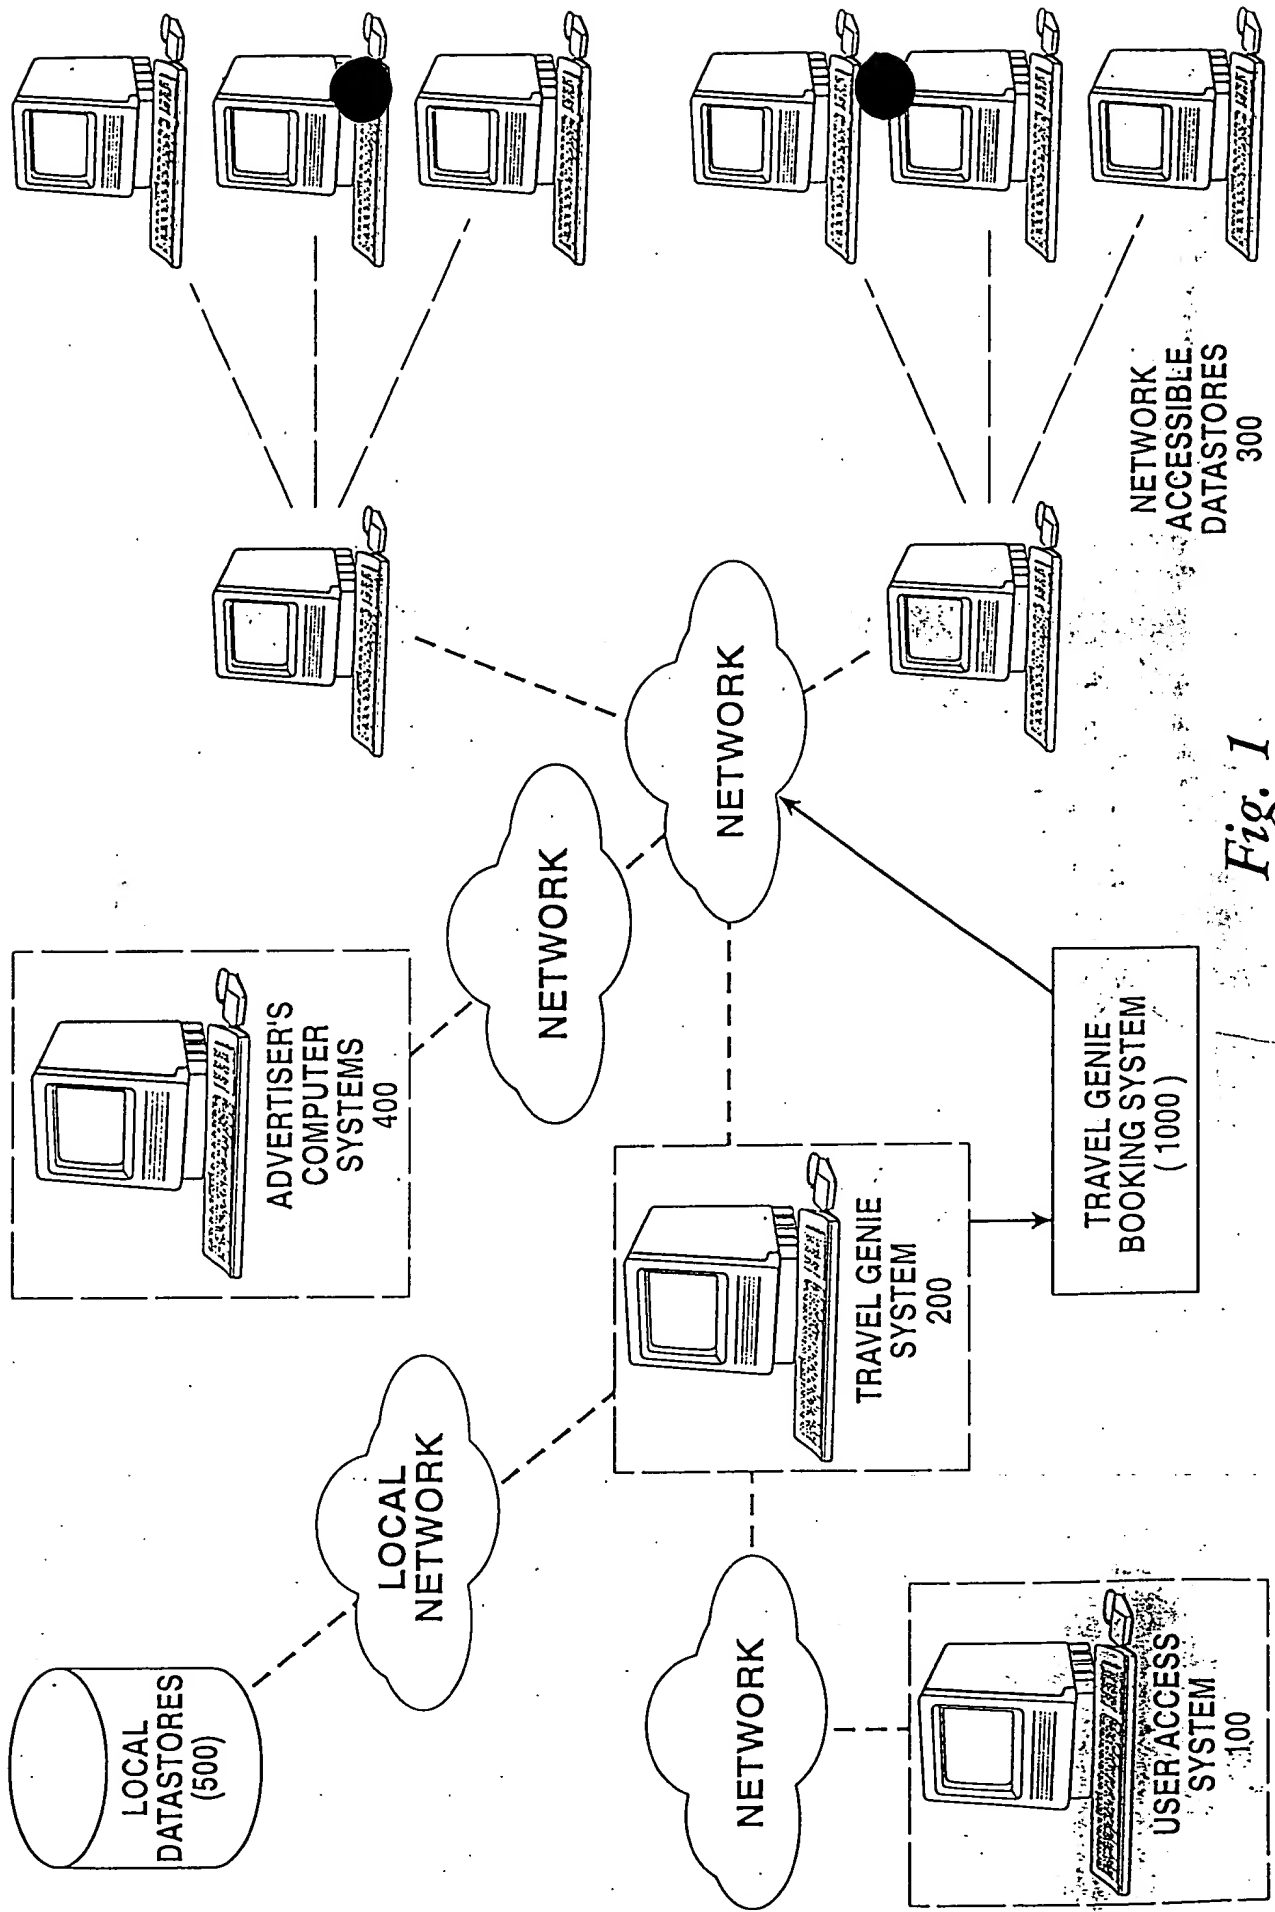 LOCAL
DATASTORES
(500)
LOCAL
NETWORK
ADVERTISER'S
COMPUTER
SYSTEMS
400
NETWORK
NETWORK
TRAVEL GENIE
SYSTEM
200
NETWORK
USER ACCESS
SYSTEM
100
TRAVEL GENIE
BOOKING SYSTEM
(1000)
NETWORK
ACCESSIBLE
DATASTORES
300
Fig. 1